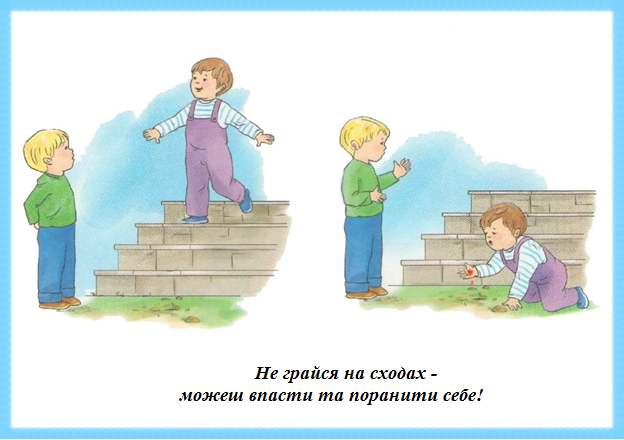 Не грайся на сходах -
можеш впасти та поранити себе!